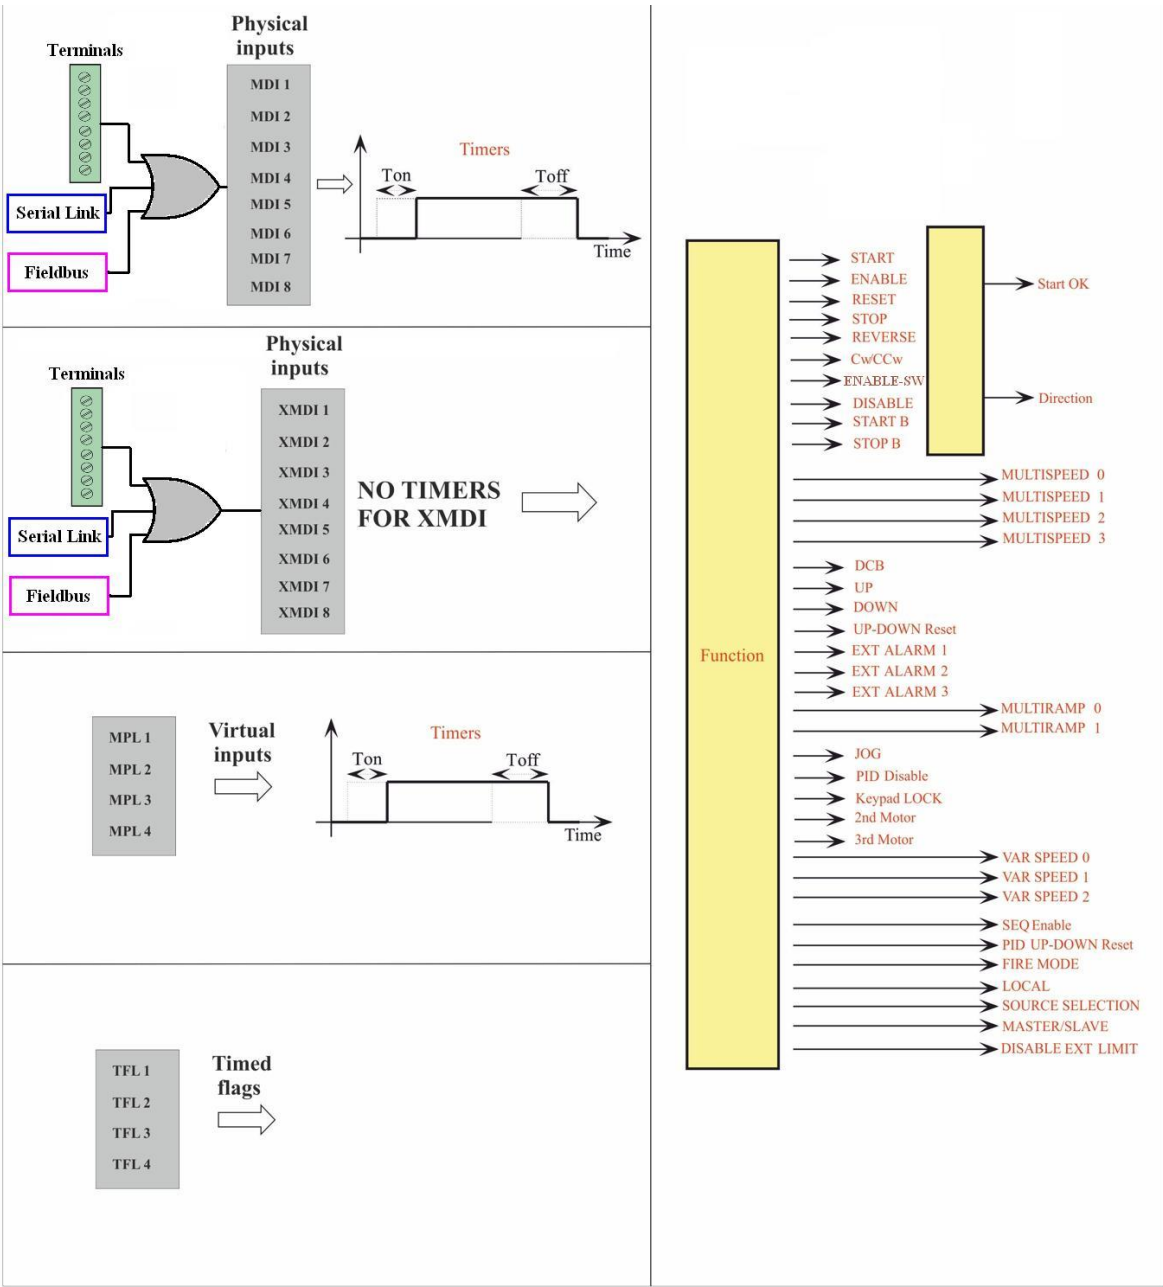 Physical
inputs
Terminals
MDI 1
MDI 2
MDI 3
MDI 4
MDI 5
MDI 6
MDI 7
MDI 8
Serial Link
Fieldbus
Timers
Ton
Toff
Time
Physical
inputs
Terminals
XMDI 1
XMDI 2
XMDI 3
XMDI 4
XMDI 5
XMDI 6
XMDI 7
XMDI 8
Serial Link
Fieldbus
NO TIMERS
FOR XMDI
MPL 1
MPL 2
MPL 3
MPL 4
Virtual
inputs
Timers
Ton
Toff
Time
TFL 1
TFL 2
TFL 3
TFL 4
Timed
flags
Function
START
ENABLE
RESET
STOP
REVERSE
Cw/CCw
ENABLE-SW
DISABLE
START B
STOP B
Start OK
Direction
MULTISPEED 0
MULTISPEED 1
MULTISPEED 2
MULTISPEED 3
DCB
UP
DOWN
UP-DOWN Reset
EXT ALARM 1
EXT ALARM 2
EXT ALARM 3
MULTIRAMP 0
MULTIRAMP 1
JOG
PID Disable
Keypad LOCK
2nd Motor
3rd Motor
VAR SPEED 0
VAR SPEED 1
VAR SPEED 2
SEQ Enable
PID UP-DOWN Reset
FIRE MODE
LOCAL
SOURCE SELECTION
MASTER/SLAVE
DISABLE EXT LIMIT